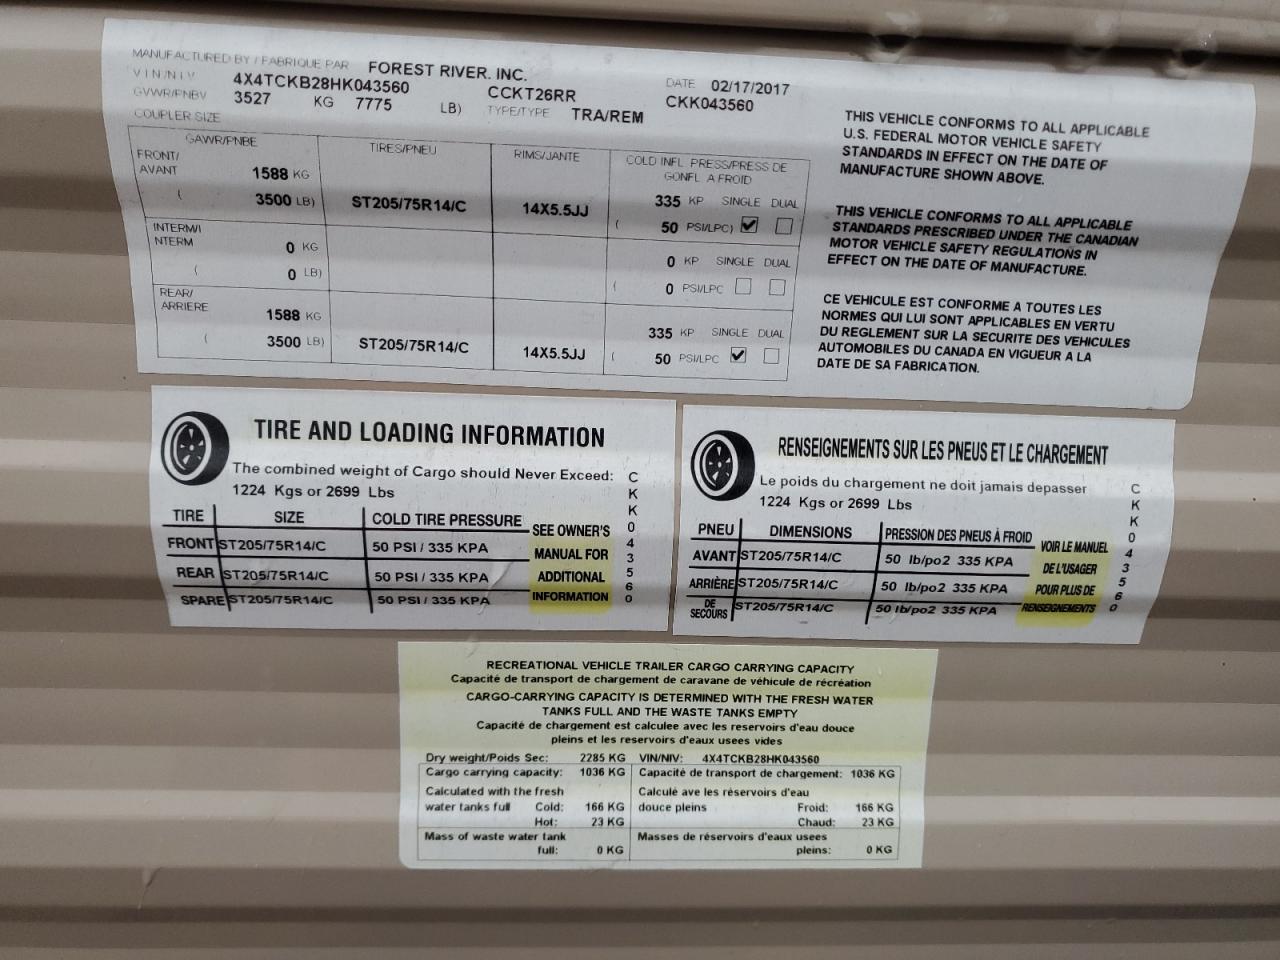 MANUFACTURED BY / FABRIQUE PAR FOREST RIVER. INC. DATE 02/17/2017
VIN/NIV 4X4TCKB28HK043560 CCKT26RR CKK043560
GVWR/PNBV 3527 KG 7775 LB) TYPE/TYPE TRA/REM
COUPLER SIZE
GAWR/PNBE TIRES/PNEU RIMS/JANTE COLD INFL PRESS/PRESS DE
GONFL A FROID
FRONT/
AVANT 1588 KG 335 KP SINGLE DUAL
( 3500 LB) ST205/75R14/C 14X5.5JJ ( 50 PSI/LPC)
INTERM/I
NTERM 0 KG 0 KP SINGLE DUAL
( 0 LB) ( 0 PSI/LPC
REAR/
ARRIERE 1588 KG 335 KP SINGLE DUAL
( 3500 LB) ST205/75R14/C 14X5.5JJ 50 PSI/LPC
THIS VEHICLE CONFORMS TO ALL APPLICABLE
U.S. FEDERAL MOTOR VEHICLE SAFETY
STANDARDS IN EFFECT ON THE DATE OF
MANUFACTURE SHOWN ABOVE.
THIS VEHICLE CONFORMS TO ALL APPLICABLE
STANDARDS PRESCRIBED UNDER THE CANADIAN
MOTOR VEHICLE SAFETY REGULATIONS IN
EFFECT ON THE DATE OF MANUFACTURE.
CE VEHICULE EST CONFORME A TOUTES LES
NORMES QUI LUI SONT APPLICABLES EN VERTU
DU REGLEMENT SUR LA SECURITE DES VEHICULES
AUTOMOBILES DU CANADA EN VIGUEUR A LA
DATE DE SA FABRICATION.
TIRE AND LOADING INFORMATION
The combined weight of Cargo should Never Exceed:
1224 Kgs or 2699 Lbs
TIRE SIZE COLD TIRE PRESSURE
FRONT ST205/75R14/C 50 PSI / 335 KPA
REAR ST205/75R14/C 50 PSI / 335 KPA
SPARE ST205/75R14/C 50 PSI / 335 KPA
SEE OWNER'S
MANUAL FOR
ADDITIONAL
INFORMATION
CKK043560
RENSEIGNEMENTS SUR LES PNEUS ET LE CHARGEMENT
Le poids du chargement ne doit jamais depasser
1224 Kgs or 2699 Lbs
PNEU DIMENSIONS PRESSION DES PNEUS À FROID
AVANT ST205/75R14/C 50 lb/po2 335 KPA
ARRIÈRE ST205/75R14/C 50 lb/po2 335 KPA
DE
SECOURS ST205/75R14/C 50 lb/po2 335 KPA
VOIR LE MANUEL
DE L'USAGER
POUR PLUS DE
RENSEIGNEMENTS
CKK043560
RECREATIONAL VEHICLE TRAILER CARGO CARRYING CAPACITY
Capacité de transport de chargement de caravane de véhicule de récréation
CARGO-CARRYING CAPACITY IS DETERMINED WITH THE FRESH WATER
TANKS FULL AND THE WASTE TANKS EMPTY
Capacité de chargement est calculee avec les reservoirs d'eau douce
pleins et les reservoirs d'eaux usees vides
Dry weight/Poids Sec: 2285 KG VIN/NIV: 4X4TCKB28HK043560
Cargo carrying capacity: 1036 KG Capacité de transport de chargement: 1036 KG
Calculated with the fresh Calculé ave les réservoirs d'eau
water tanks full Cold: 166 KG douce pleins Froid: 166 KG
Hot: 23 KG Chaud: 23 KG
Mass of waste water tank Masses de réservoirs d'eaux usees
full: 0 KG pleins: 0 KG